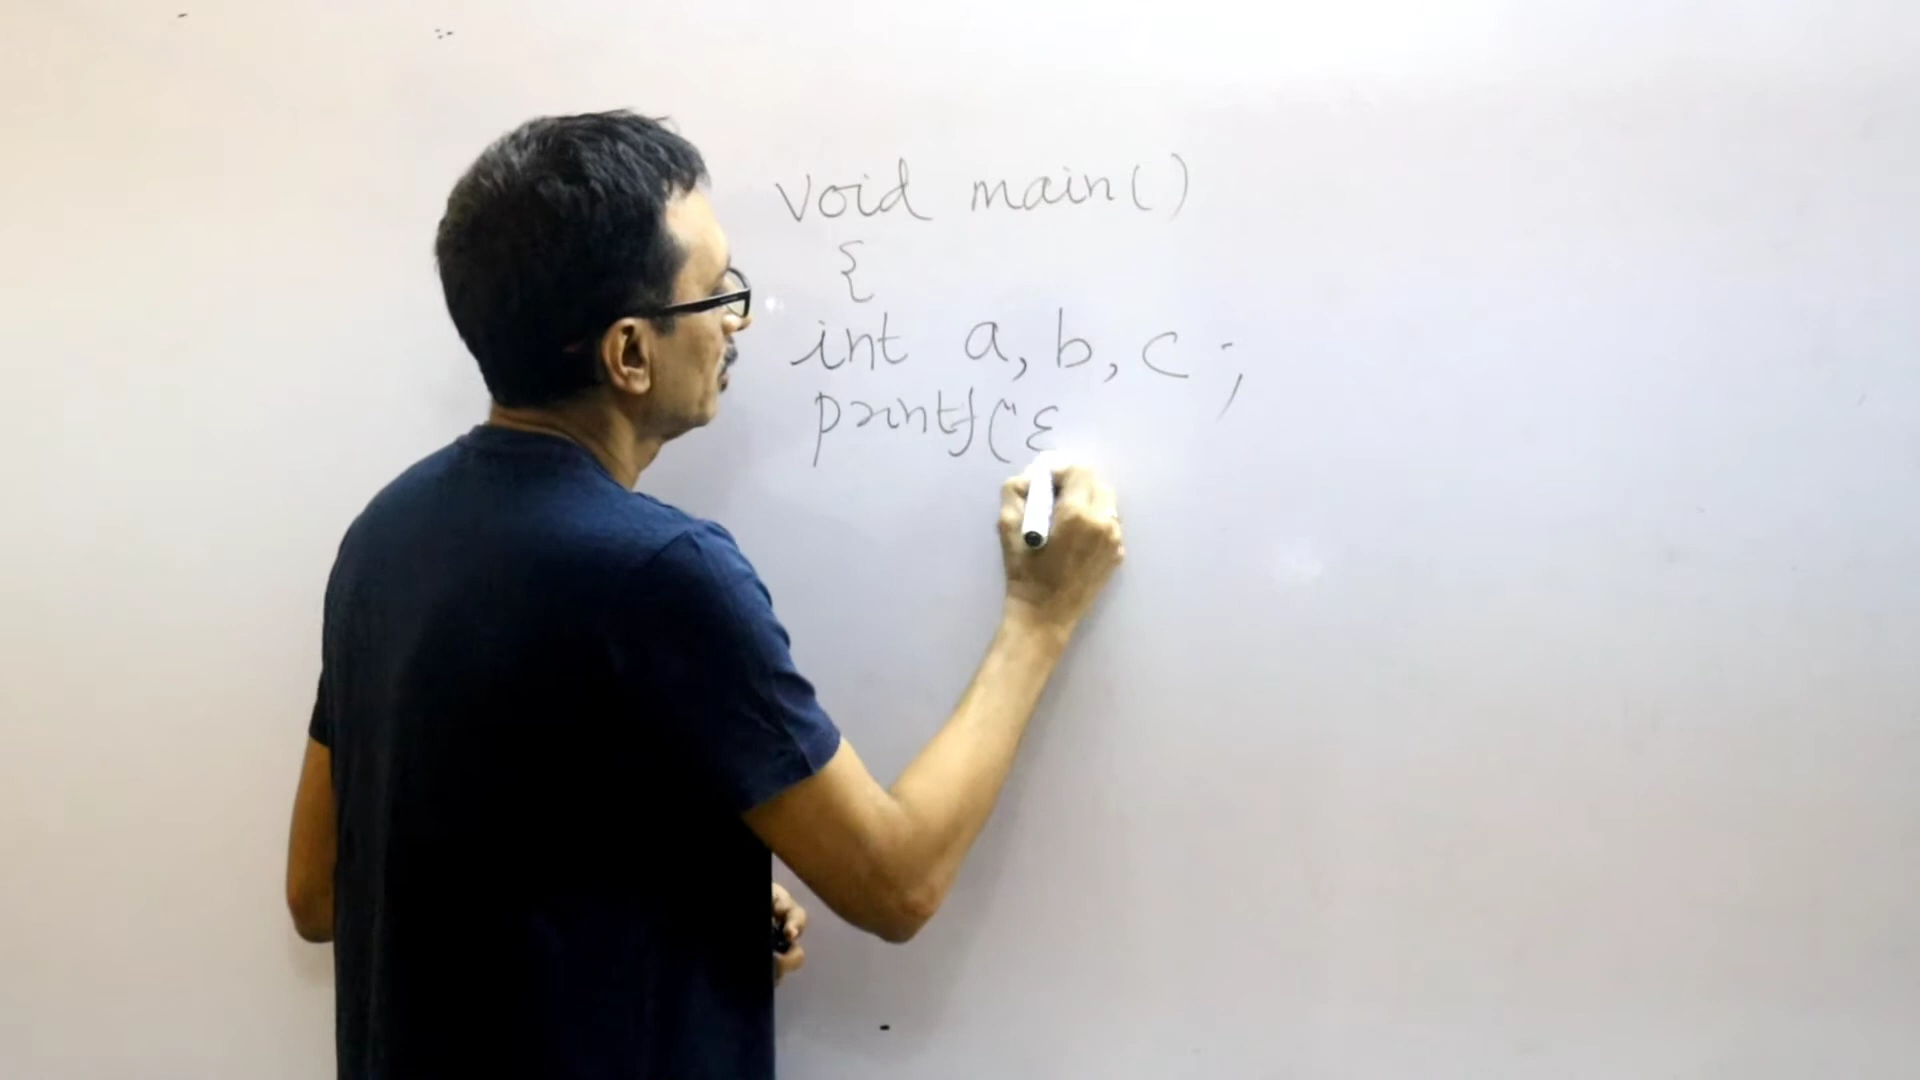 void main()
{
int a, b, c ;
printf("E